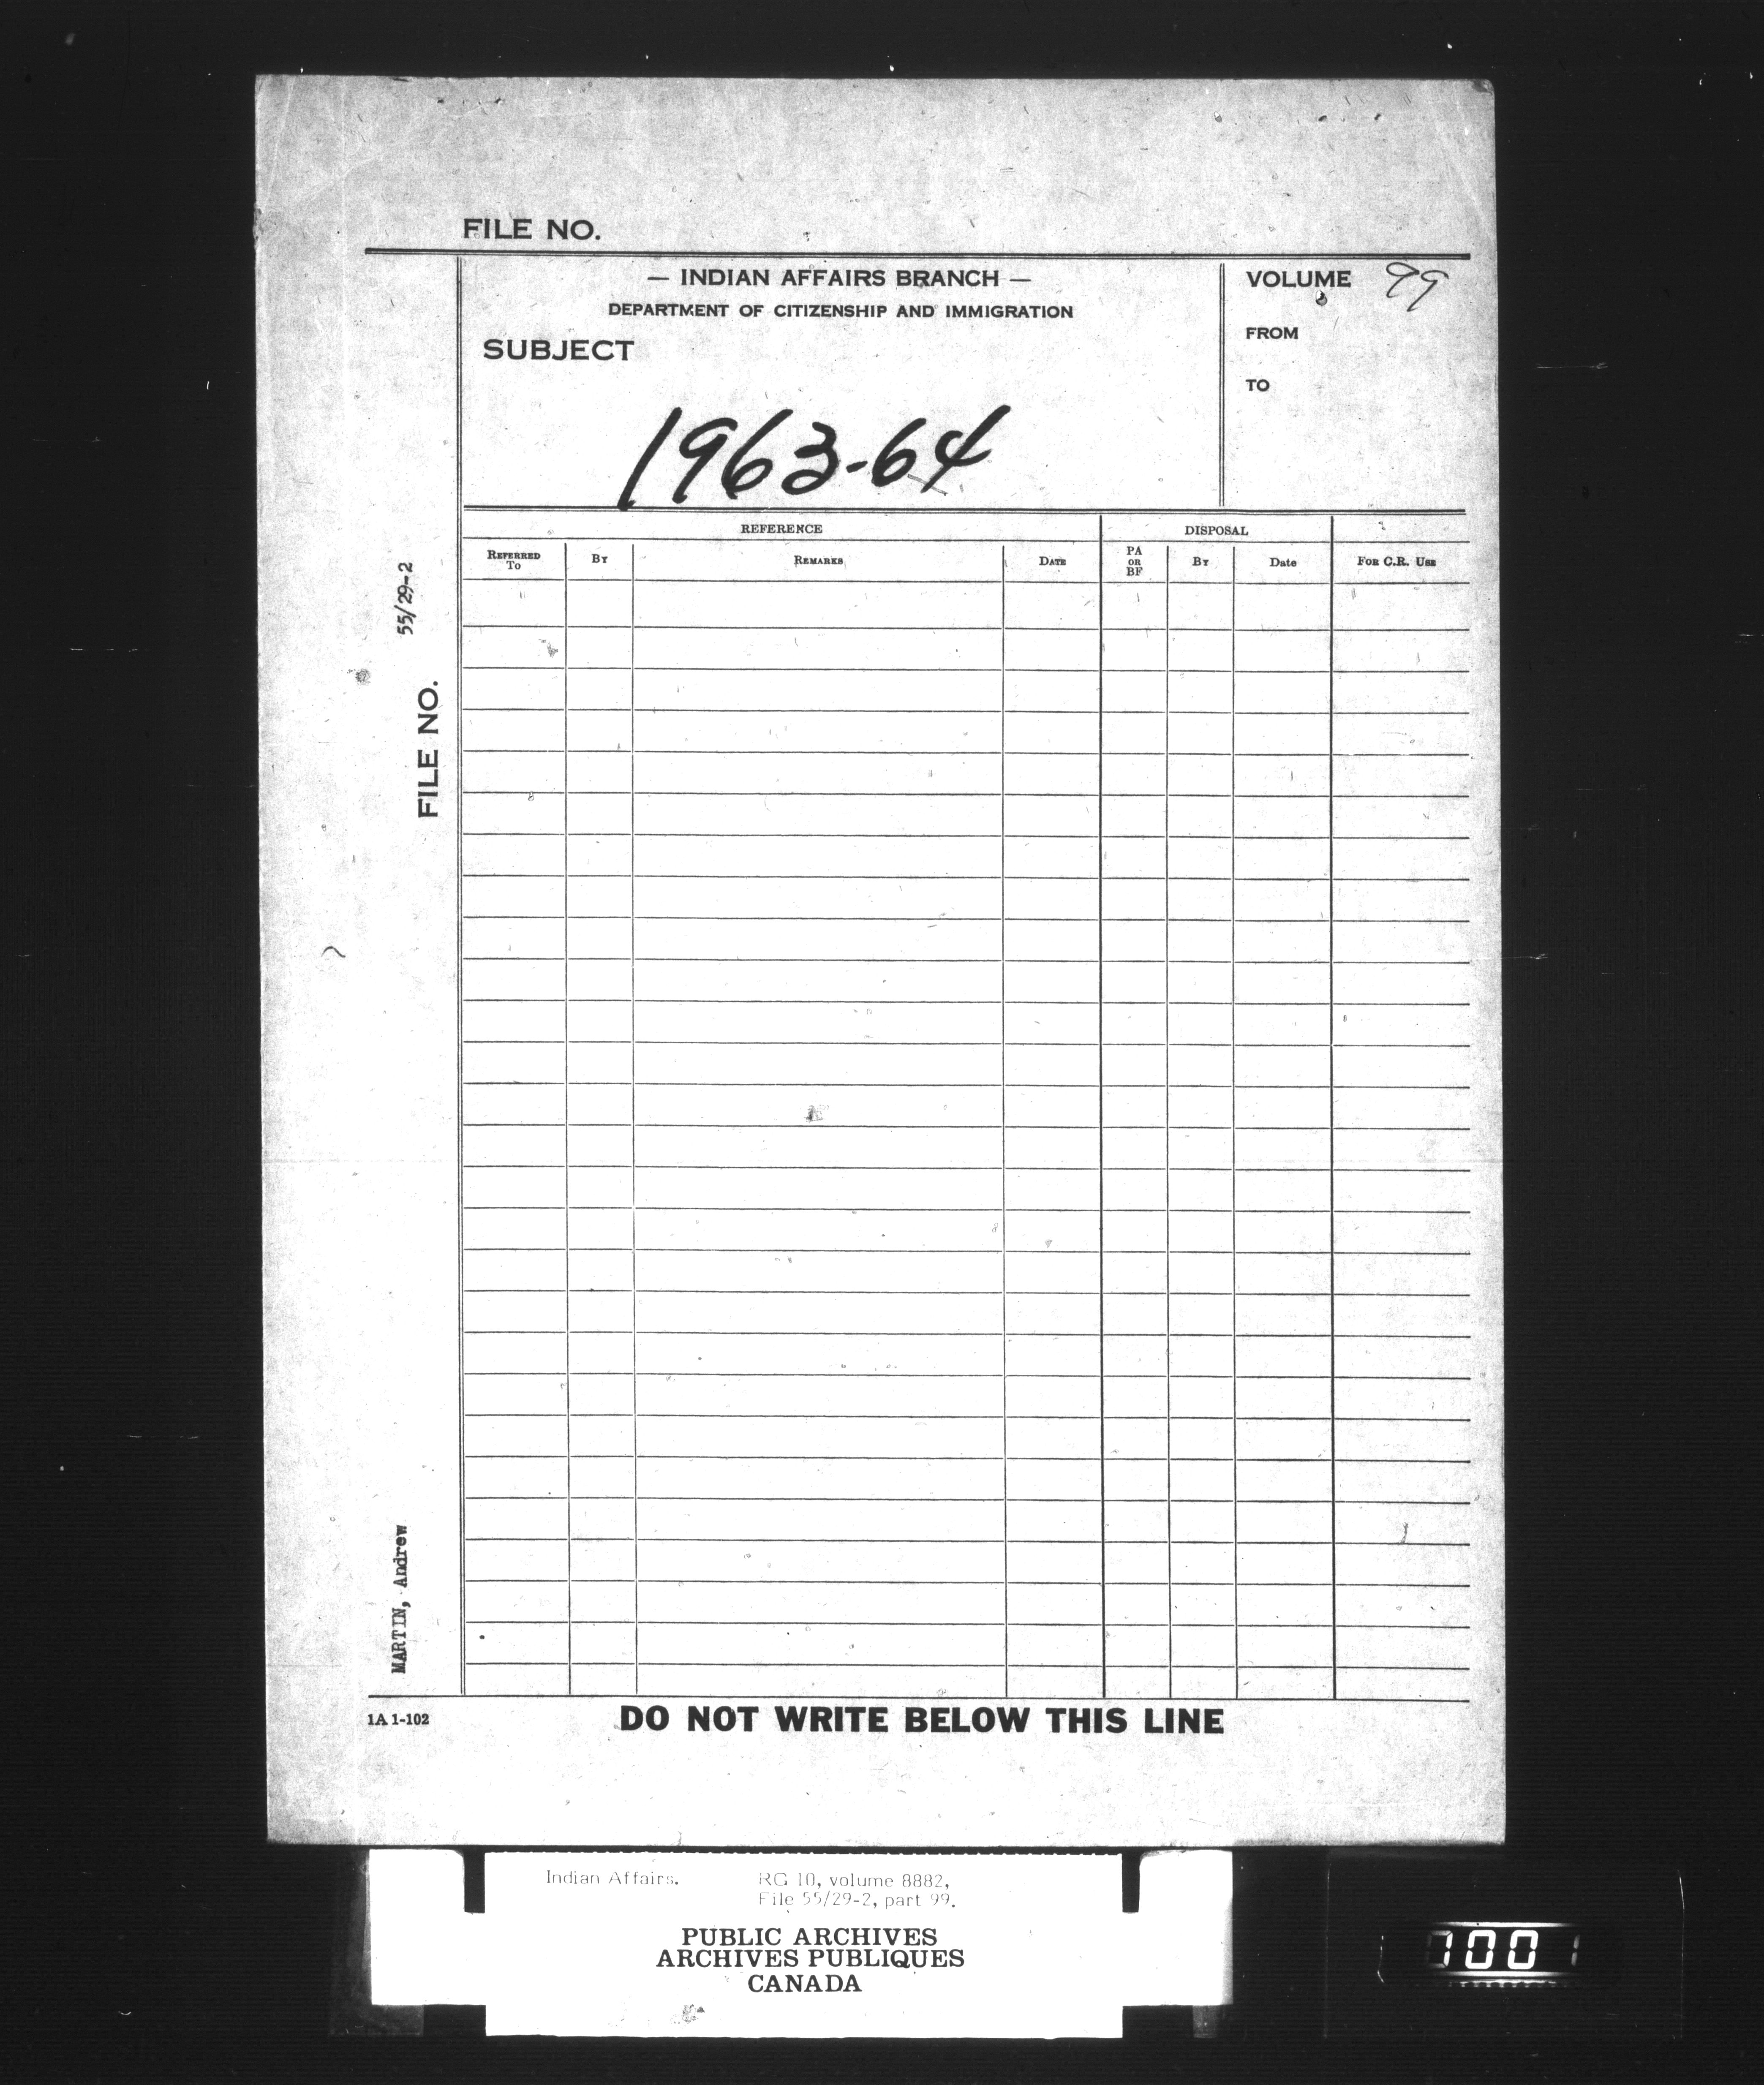 FILE NO.
— INDIAN AFFAIRS BRANCH —
DEPARTMENT OF CITIZENSHIP AND IMMIGRATION
SUBJECT
1963-64
VOLUME 99
FROM
TO
REFERENCE
DISPOSAL
REFERRED TO
BY
REMARKS
DATE
PA OR BF
BY
Date
FOR C.R. USE
FILE NO. 55/29-2
MARTIN, Andrew
1A 1-102
DO NOT WRITE BELOW THIS LINE
Indian Affairs. RG 10, volume 8882,
File 55/29-2, part 99.
PUBLIC ARCHIVES
ARCHIVES PUBLIQUES
CANADA
1001